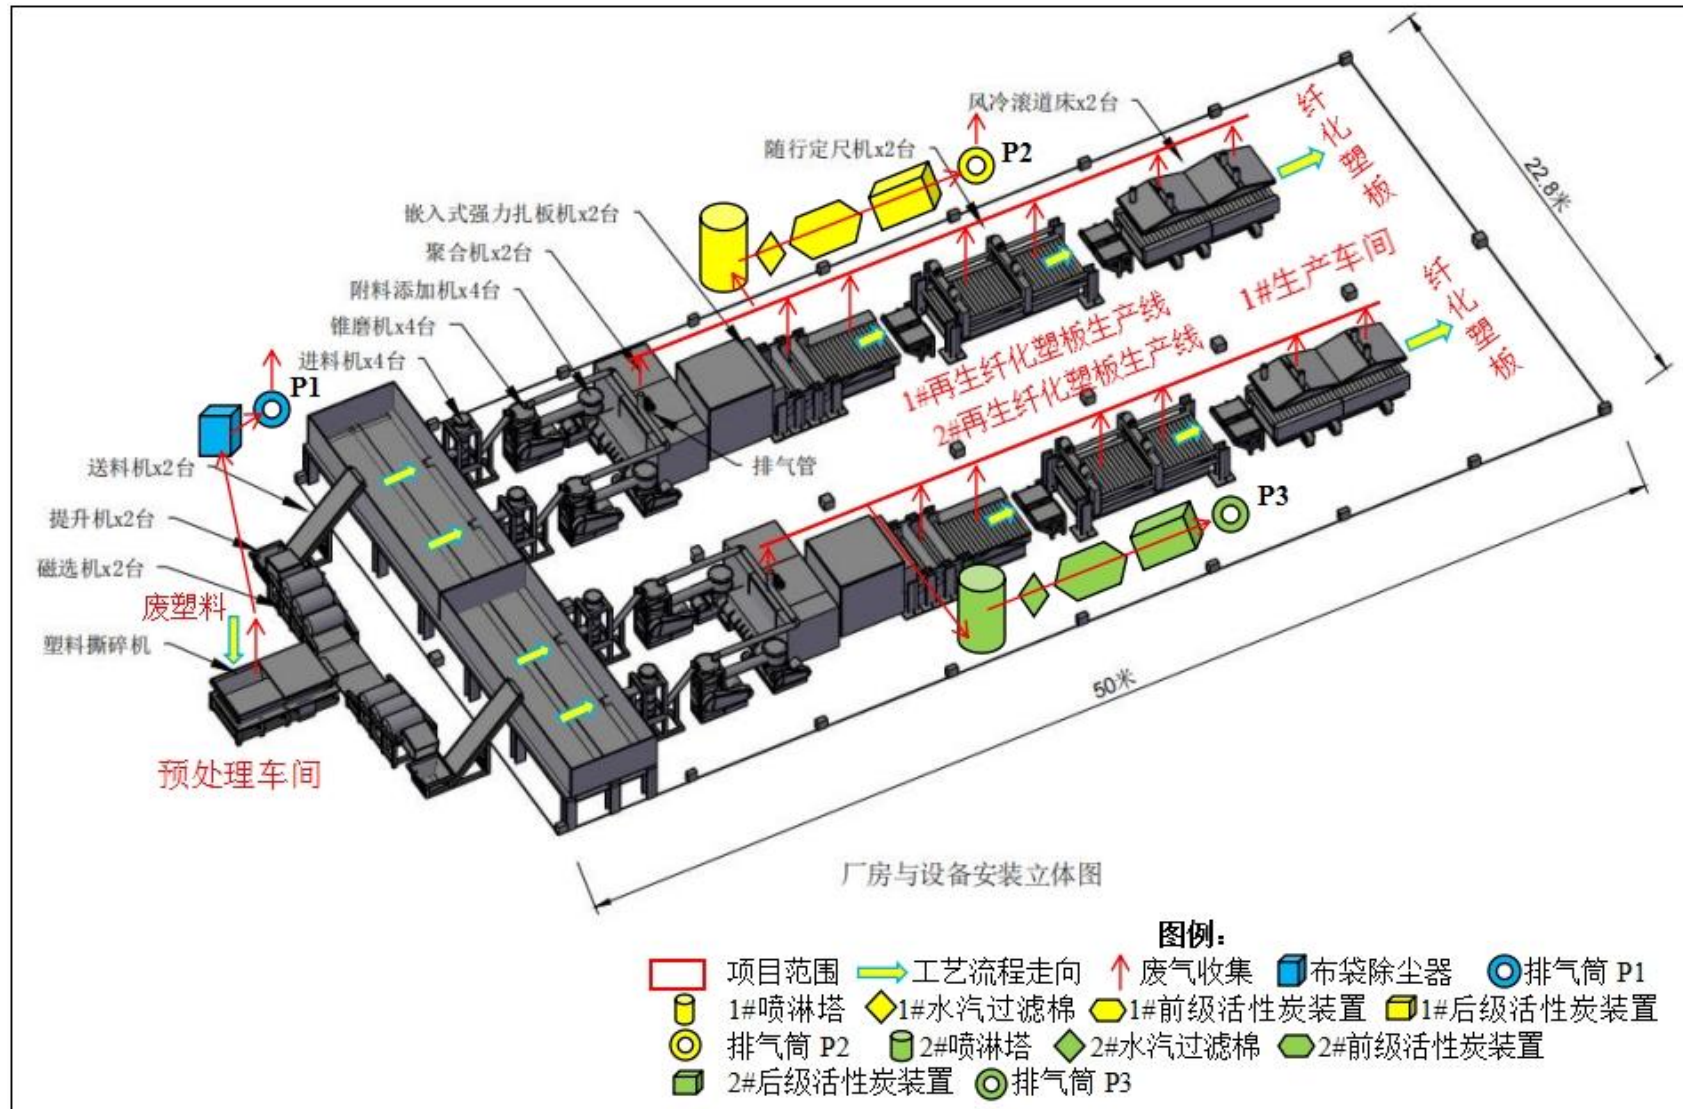 风冷滚道床x2台
纤化塑板
随行定尺机x2台
P2
22.8米
嵌入式强力扎板机x2台
聚合机x2台
附料添加机x4台
锥磨机x4台
进料机x4台
P1
1#生产车间
纤化塑板
1#再生纤化塑板生产线
2#再生纤化塑板生产线
排气管
送料机x2台
提升机x2台
磁选机x2台
废塑料
塑料撕碎机
P3
50米
预处理车间
厂房与设备安装立体图
图例：
项目范围 工艺流程走向 废气收集 布袋除尘器 排气筒 P1
1#喷淋塔 1#水汽过滤棉 1#前级活性炭装置 1#后级活性炭装置
排气筒 P2 2#喷淋塔 2#水汽过滤棉 2#前级活性炭装置
2#后级活性炭装置 排气筒 P3